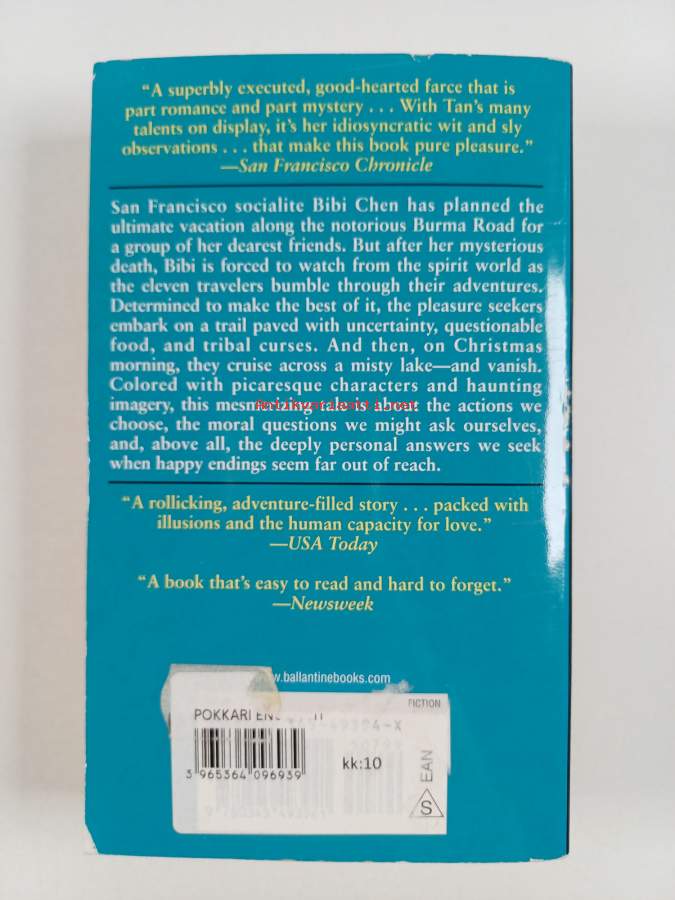 “A superbly executed, good-hearted farce that is
part romance and part mystery . . . With Tan’s many
talents on display, it’s her idiosyncratic wit and sly
observations . . . that make this book pure pleasure.”
—San Francisco Chronicle
San Francisco socialite Bibi Chen has planned the
ultimate vacation along the notorious Burma Road for
a group of her dearest friends. But after her mysterious
death, Bibi is forced to watch from the spirit world as
the eleven travelers bumble through their adventures.
Determined to make the best of it, the pleasure seekers
embark on a trail paved with uncertainty, questionable
food, and tribal curses. And then, on Christmas
morning, they cruise across a misty lake—and vanish.
Colored with picaresque characters and haunting
imagery, this about the actions we
choose, the moral questions we might ask ourselves,
and, above all, the deeply personal answers we seek
when happy endings seem far out of reach.
“A rollicking, adventure-filled story . . . packed with
illusions and the human capacity for love.”
—USA Today
“A book that’s easy to read and hard to forget.”
—Newsweek
w.ballantinebooks.com
FICTION
POKKARI
kk:10
3 965364 096939
EAN
S